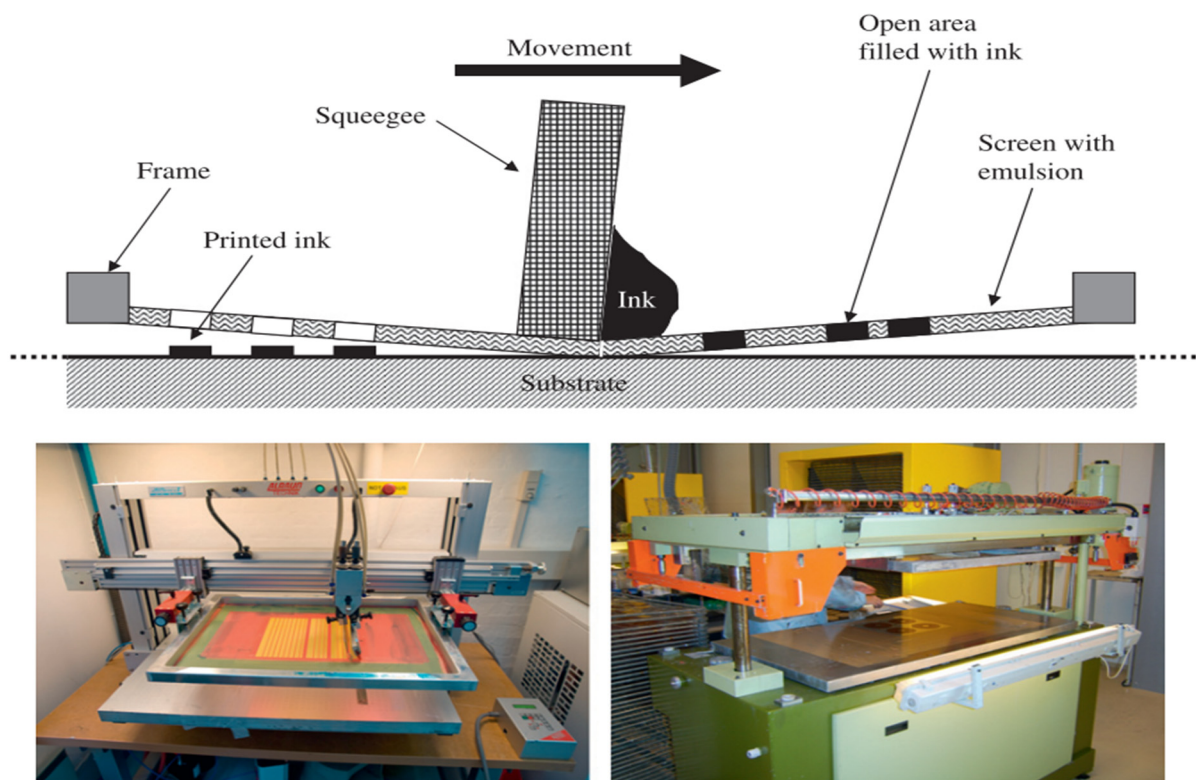 Movement
Open area
filled with ink
Squeegee
Screen with
emulsion
Frame
Printed ink
Ink
Substrate